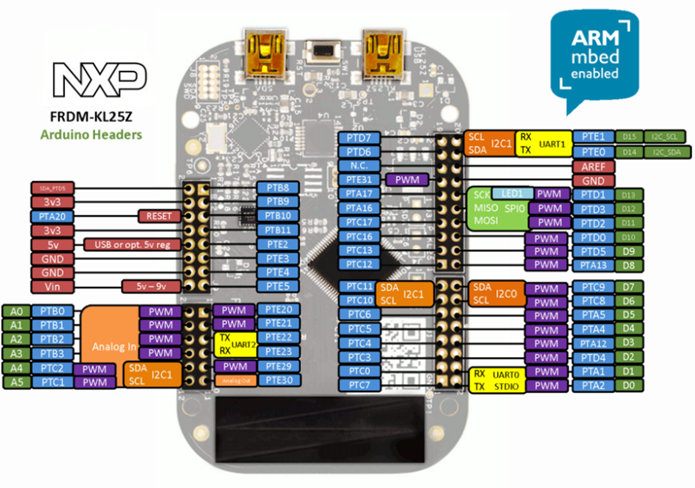 NXP
FRDM-KL25Z
Arduino Headers
ARM
mbed
enabled
PTD7 SCL I2C1 RX UART1 PTE1 D15 I2C_SCL
PTD6 SDA TX PTE0 D14 I2C_SDA
N.C. AREF
PTE31 PWM GND
PTA17 SCK LED1 PWM PTD1 D13
PTA16 MISO SPI0 PWM PTD3 D12
PTC17 MOSI PWM PTD2 D11
PTC16 PWM PTD0 D10
PTC13 PWM PTD5 D9
PTC12 PWM PTA13 D8
SDA_PTD5 PTB8
3v3 PTB9
PTA20 RESET PTB10
3v3 PTB11
5v USB or opt. 5v reg PTE2
GND PTE3
GND PTE4
Vin 5v – 9v PTE5
PTC11 SDA I2C1 SDA I2C0 PWM PTC9 D7
PTC10 SCL SCL PWM PTC8 D6
PTC6 PWM PTA5 D5
PTC5 PWM PTA4 D4
PTC4 PWM PTA12 D3
PTC3 PWM PTD4 D2
PTC0 RX UART0 PWM PTA1 D1
PTC7 TX STDIO PWM PTA2 D0
A0 PTB0 Analog In PWM PWM PTE20
A1 PTB1 PWM PWM PTE21
A2 PTB2 PWM TX UART2 PTE22
A3 PTB3 PWM RX PTE23
A4 PTC2 PWM SDA I2C1 PWM PTE29
A5 PTC1 PWM SCL Analog Out PTE30